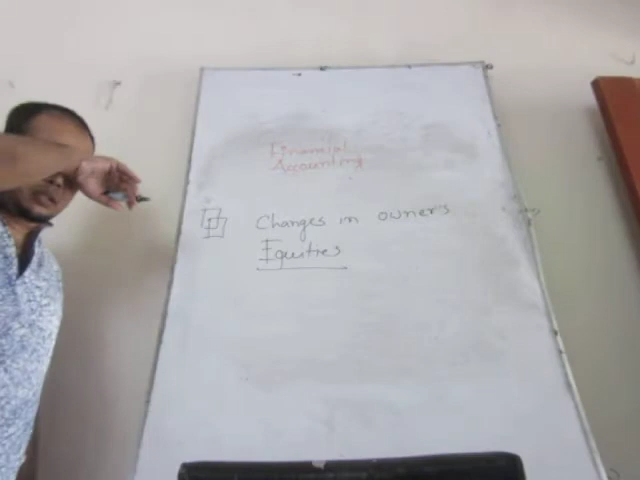 Financial
Accounting
Changes in owner's
Equities